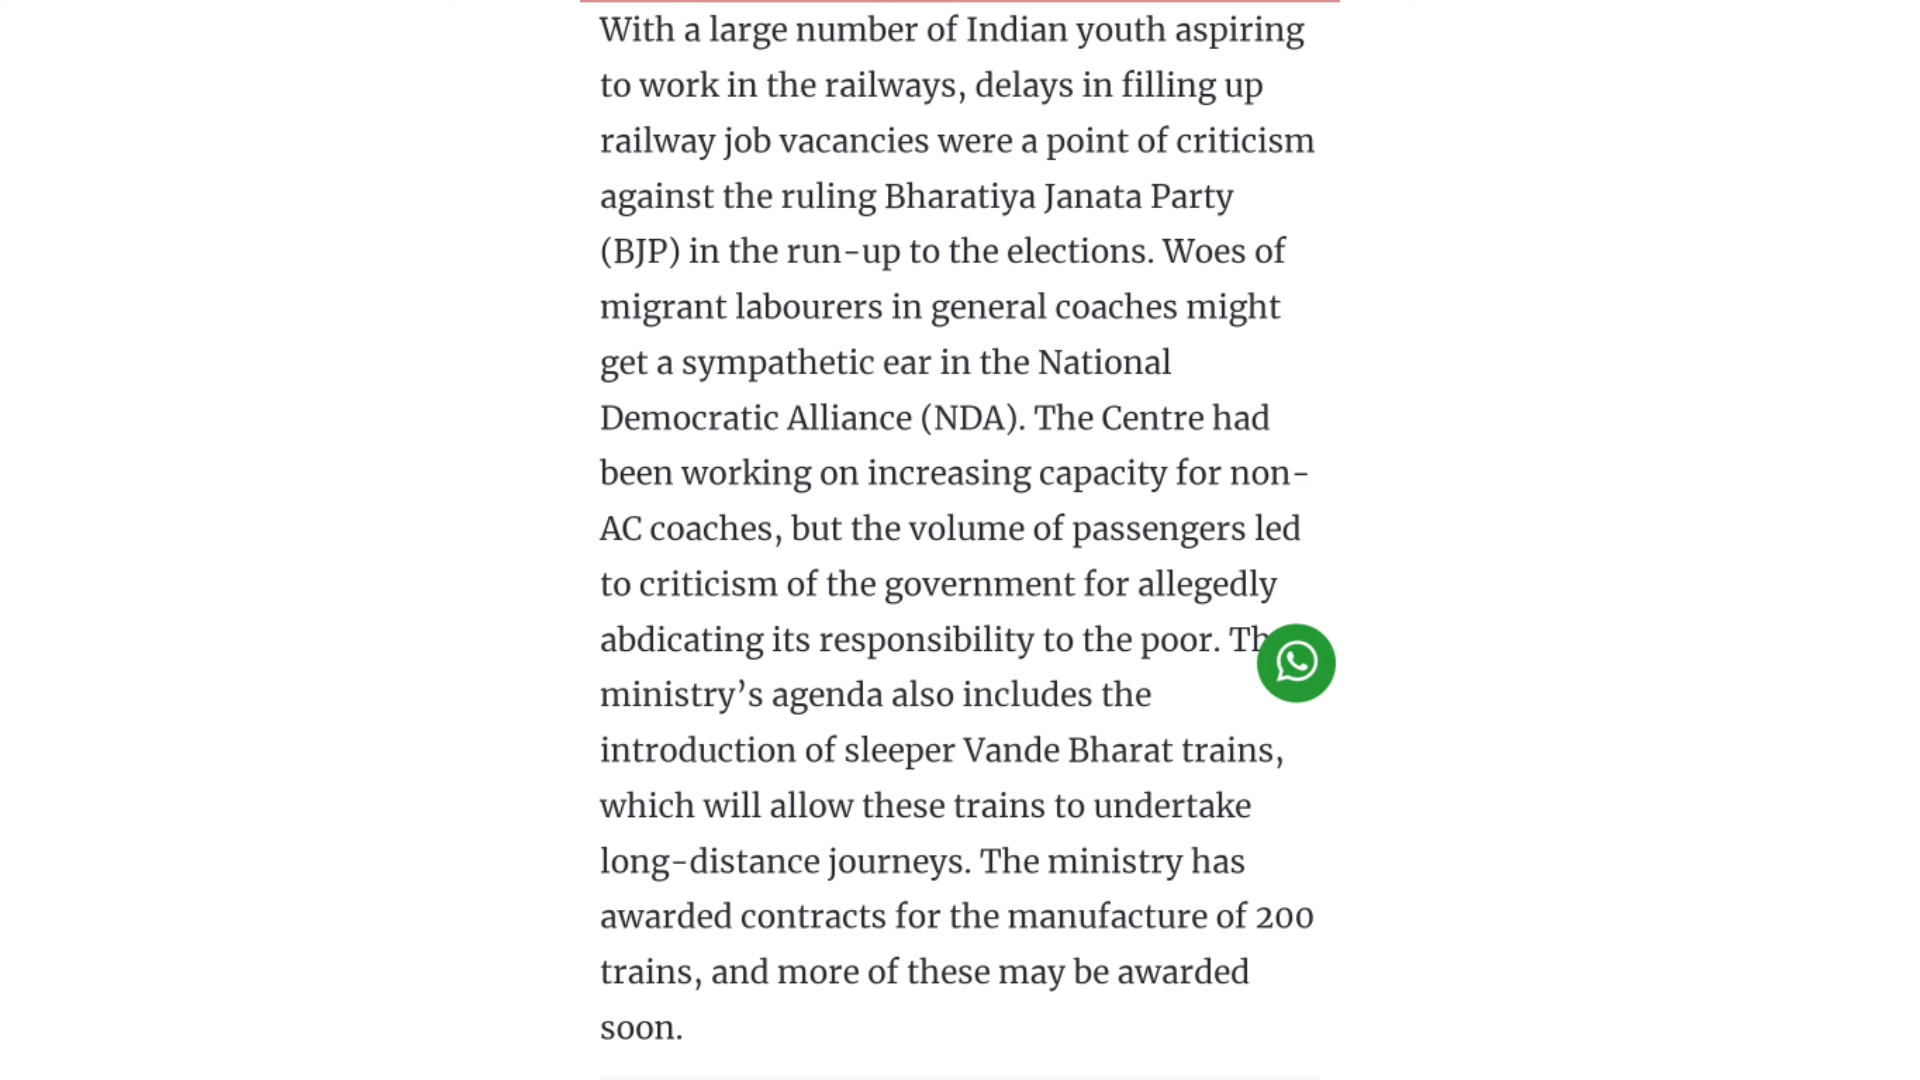 With a large number of Indian youth aspiring
to work in the railways, delays in filling up
railway job vacancies were a point of criticism
against the ruling Bharatiya Janata Party
(BJP) in the run-up to the elections. Woes of
migrant labourers in general coaches might
get a sympathetic ear in the National
Democratic Alliance (NDA). The Centre had
been working on increasing capacity for non-
AC coaches, but the volume of passengers led
to criticism of the government for allegedly
abdicating its responsibility to the poor.
ministry’s agenda also includes the
introduction of sleeper Vande Bharat trains,
which will allow these trains to undertake
long-distance journeys. The ministry has
awarded contracts for the manufacture of 200
trains, and more of these may be awarded
soon.